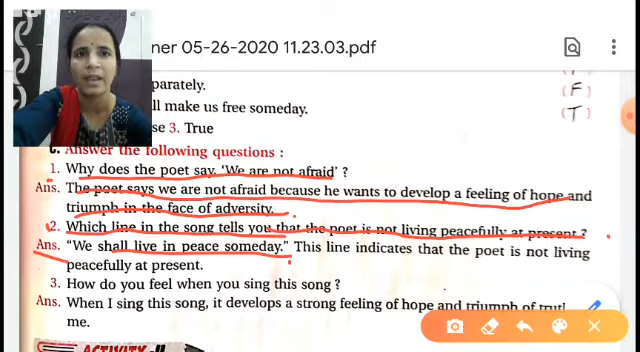 ner 05-26-2020 11.23.03.pdf
parately.
(F)
ll make us free someday.
(T)
se 3. True
C. Answer the following questions :
1. Why does the poet say, 'We are not afraid' ?
Ans. The poet says we are not afraid because he wants to develop a feeling of hope and
triumph in the face of adversity.
2. Which line in the song tells you that the poet is not living peacefully at present ?
Ans. "We shall live in peace someday." This line indicates that the poet is not living
peacefully at present.
3. How do you feel when you sing this song ?
Ans. When I sing this song, it develops a strong feeling of hope and triumph of
me.
ACTIVITY-II